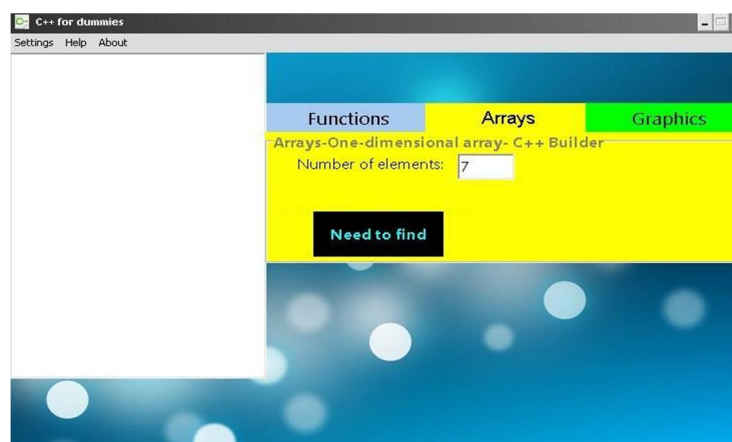 C++ for dummies
Settings Help About
Functions Arrays Graphics
Arrays-One-dimensional array- C++ Builder
Number of elements: 7
Need to find